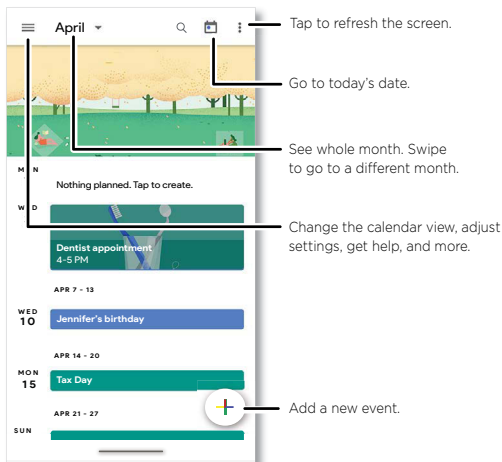 April
Tap to refresh the screen.
Go to today's date.
See whole month. Swipe
to go to a different month.
M N
Nothing planned. Tap to create.
W D
Dentist appointment
4-5 PM
Change the calendar view, adjust
settings, get help, and more.
APR 7 - 13
WED
10
Jennifer's birthday
APR 14 - 20
MON
15
Tax Day
Add a new event.
APR 21 - 27
SUN